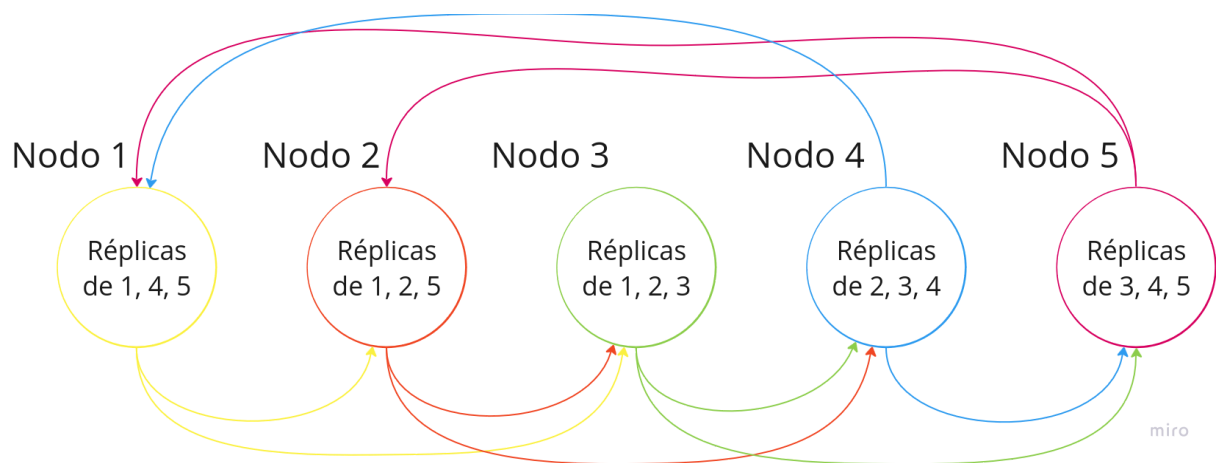 Nodo 1
Nodo 2
Nodo 3
Nodo 4
Nodo 5
Réplicas
de 1, 4, 5
Réplicas
de 1, 2, 5
Réplicas
de 1, 2, 3
Réplicas
de 2, 3, 4
Réplicas
de 3, 4, 5
miro